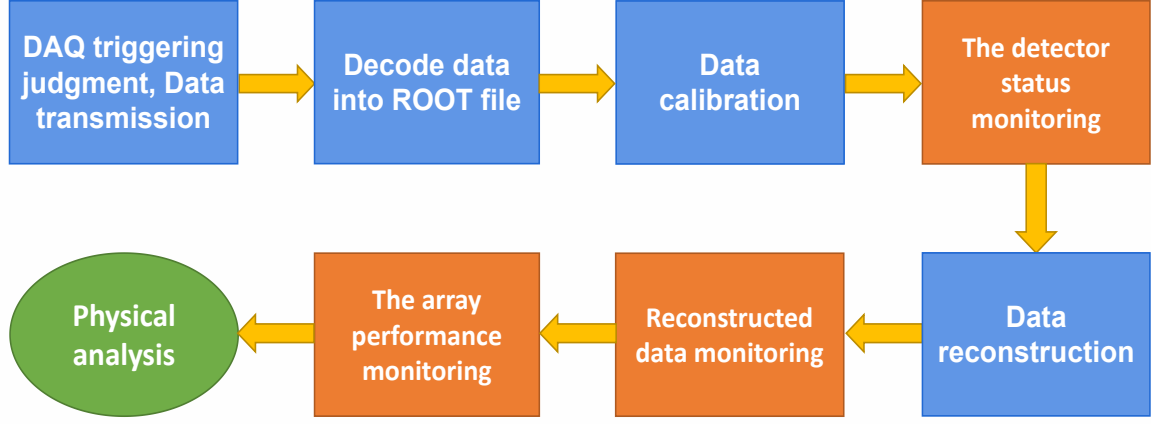 DAQ triggering
judgment, Data
transmission
Decode data
into ROOT file
Data
calibration
The detector
status
monitoring
Data
reconstruction
Reconstructed
data monitoring
The array
performance
monitoring
Physical
analysis